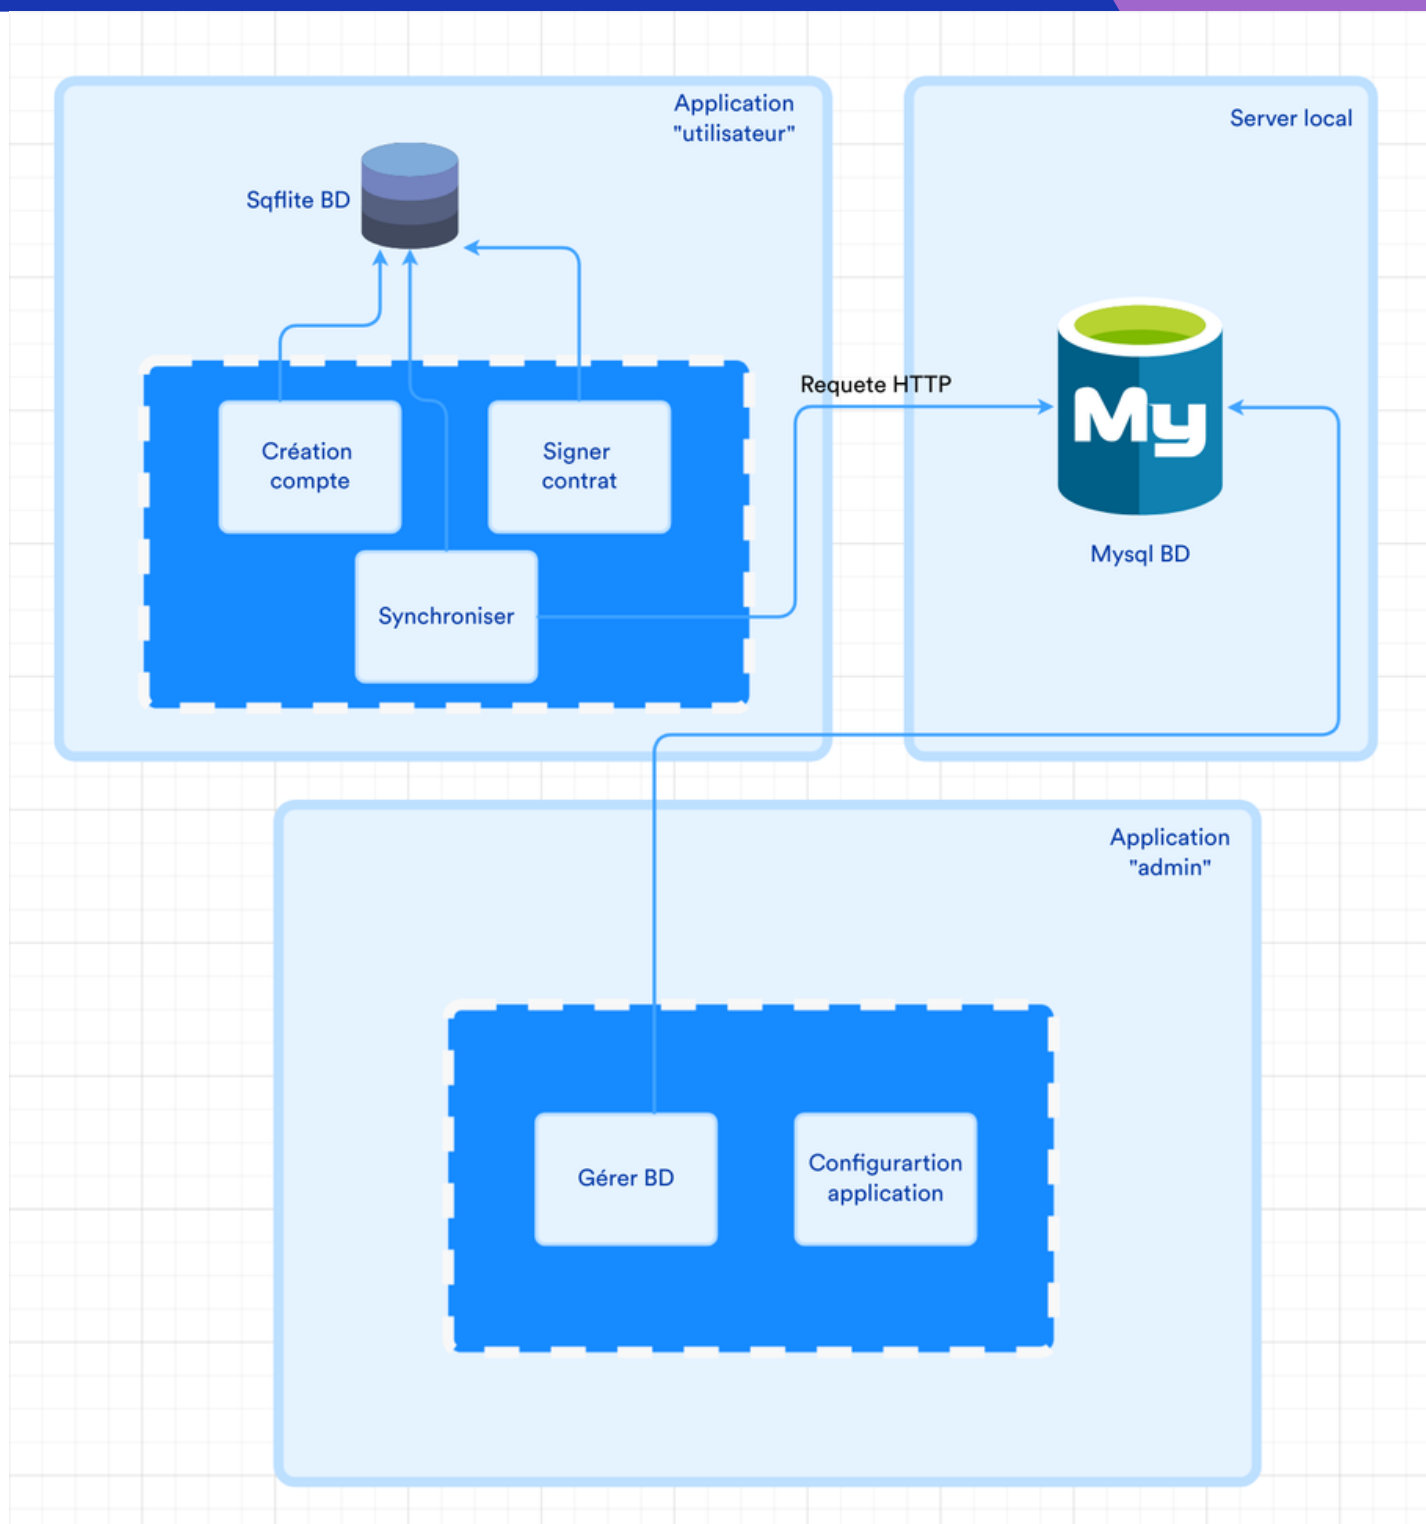 Application
"utilisateur"
Server local
Sqflite BD
Requete HTTP
Création
compte
Signer
contrat
My
Mysql BD
Synchroniser
Application
"admin"
Gérer BD
Configurartion
application